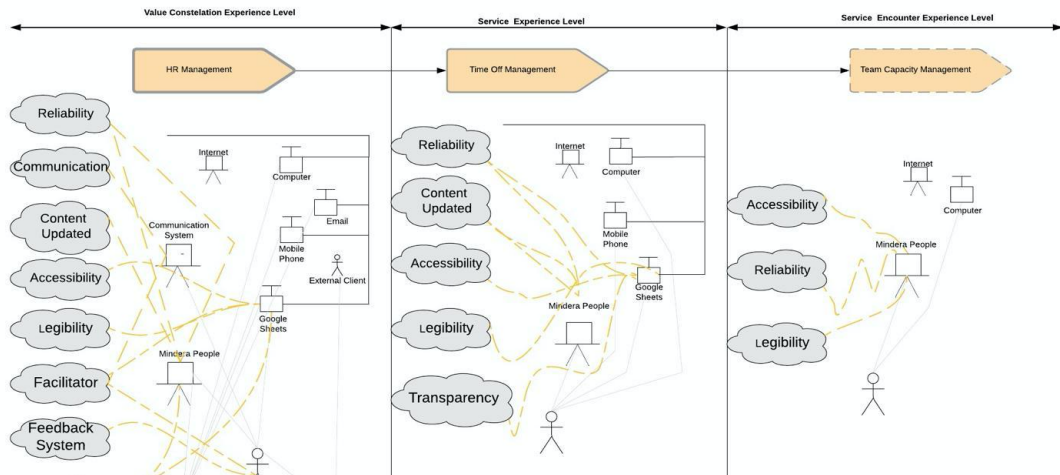 Value Constelation Experience Level
Service Experience Level
Service Encounter Experience Level
HR Management
Time Off Management
Team Capacity Management
Reliability
Communication
Content
Updated
Accessibility
Legibility
Facilitator
Feedback
System
Internet
Computer
Email
Communication
System
Mobile
Phone
External Client
Google
Sheets
Mindera People
Reliability
Content
Updated
Accessibility
Legibility
Transparency
Internet
Computer
Mobile
Phone
Google
Sheets
Mindera People
Accessibility
Reliability
Legibility
Internet
Computer
Mindera People